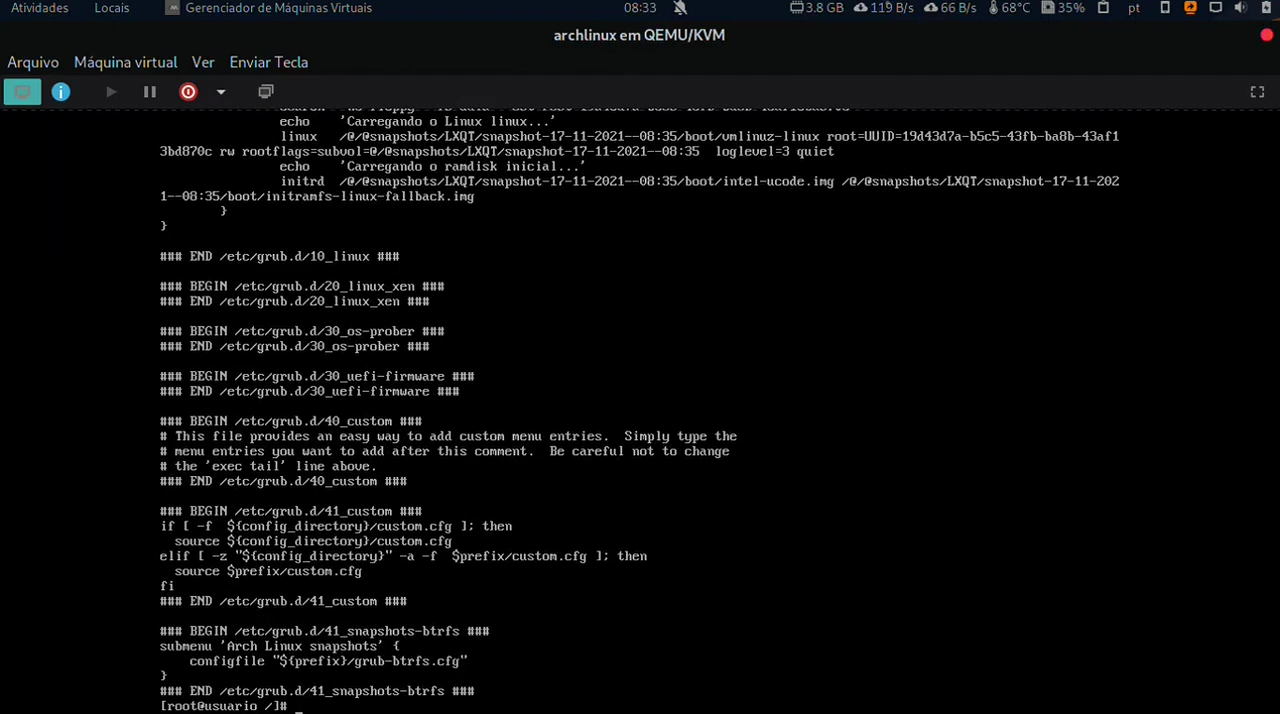 Atividades Locais Gerenciador de Máquinas Virtuais 08:33 3.8 GB 119 B/s 66 B/s 68°C 35% pt
archlinux em QEMU/KVM
Arquivo Máquina virtual Ver Enviar Tecla
echo 'Carregando o Linux linux...'
linux /@/@snapshots/LXQT/snapshot-17-11-2021--08:35/boot/vmlinuz-linux root=UUID=19d43d7a-b5c5-43fb-ba8b-43af1
3bd870c rw rootflags=subvol=@/@snapshots/LXQT/snapshot-17-11-2021--08:35 loglevel=3 quiet
echo 'Carregando o ramdisk inicial...'
initrd /@/@snapshots/LXQT/snapshot-17-11-2021--08:35/boot/intel-ucode.img /@/@snapshots/LXQT/snapshot-17-11-202
1--08:35/boot/initramfs-linux-fallback.img
}
}
### END /etc/grub.d/10_linux ###
### BEGIN /etc/grub.d/20_linux_xen ###
### END /etc/grub.d/20_linux_xen ###
### BEGIN /etc/grub.d/30_os-prober ###
### END /etc/grub.d/30_os-prober ###
### BEGIN /etc/grub.d/30_uefi-firmware ###
### END /etc/grub.d/30_uefi-firmware ###
### BEGIN /etc/grub.d/40_custom ###
# This file provides an easy way to add custom menu entries.  Simply type the
# menu entries you want to add after this comment.  Be careful not to change
# the 'exec tail' line above.
### END /etc/grub.d/40_custom ###
### BEGIN /etc/grub.d/41_custom ###
if [ -f  ${config_directory}/custom.cfg ]; then
source ${config_directory}/custom.cfg
elif [ -z "${config_directory}" -a -f  $prefix/custom.cfg ]; then
source $prefix/custom.cfg
fi
### END /etc/grub.d/41_custom ###
### BEGIN /etc/grub.d/41_snapshots-btrfs ###
submenu 'Arch Linux snapshots' {
configfile "${prefix}/grub-btrfs.cfg"
}
### END /etc/grub.d/41_snapshots-btrfs ###
[root@usuario /]# _